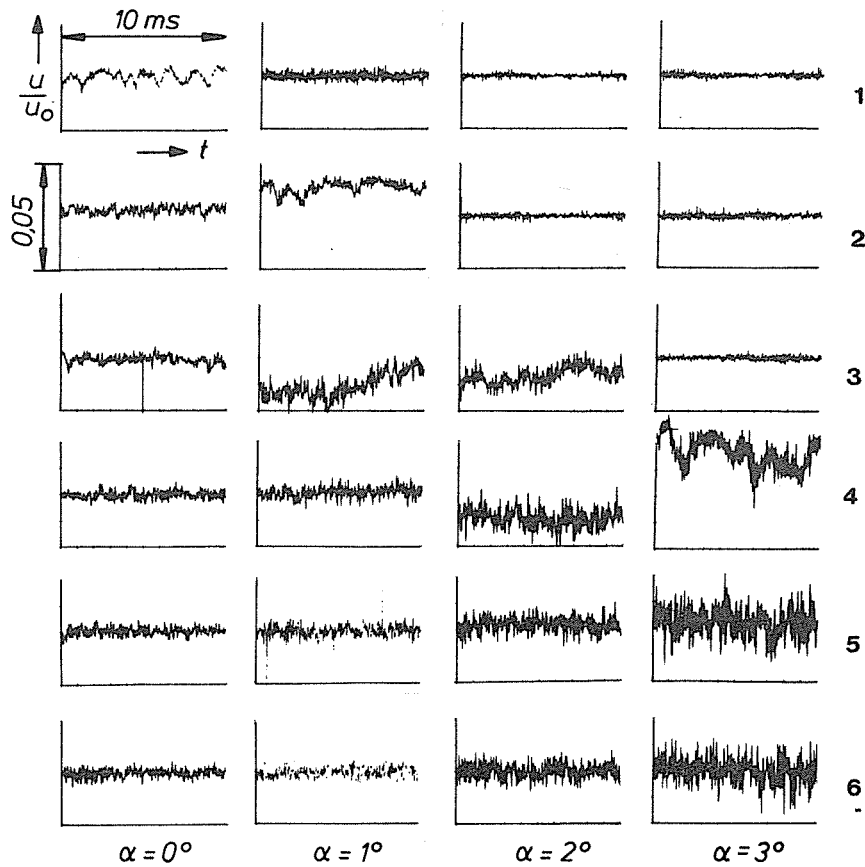 10 ms
u/u₀
1
t
0,05
2
3
4
5
6
α = 0° α = 1° α = 2° α = 3°